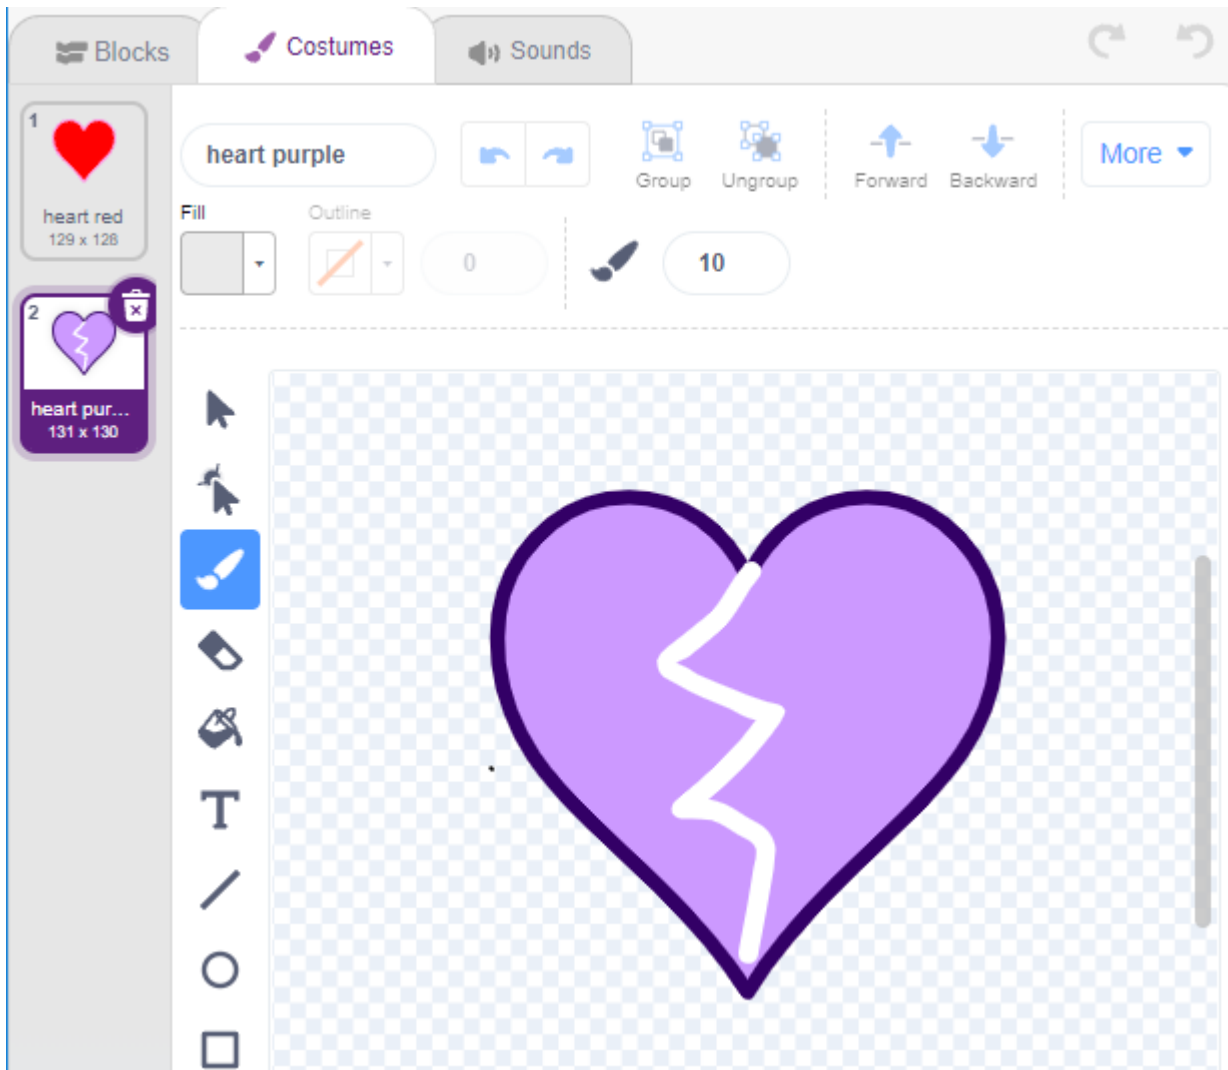 Blocks
Costumes
Sounds
1
heart red
129 x 128
2
heart pur...
131 x 130
heart purple
Group
Ungroup
Forward
Backward
More
Fill
Outline
0
10
T